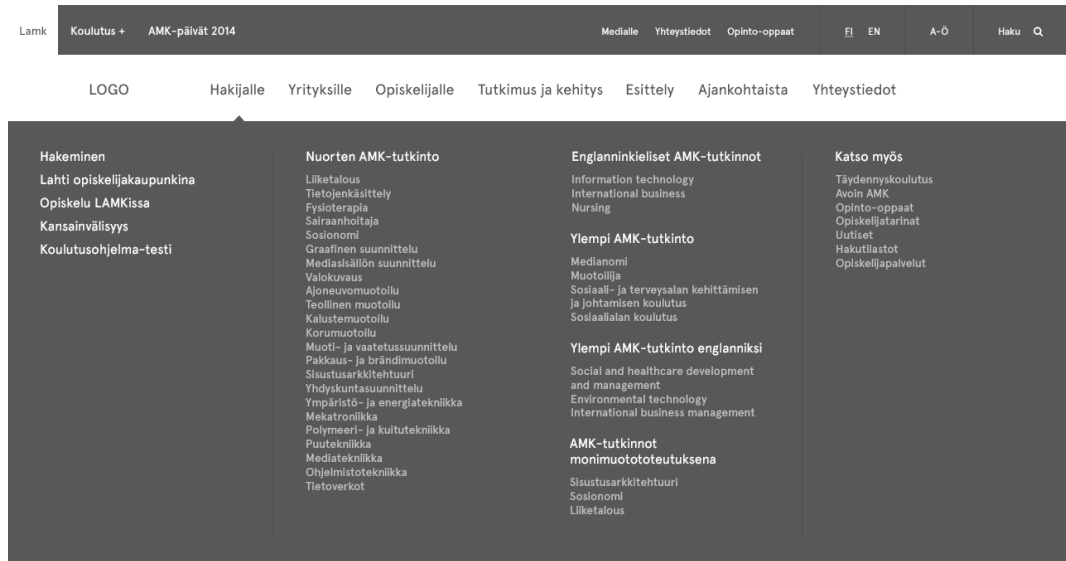 Lamk Koulutus + AMK-päivät 2014 Medialle Yhteystiedot Opinto-oppaat FI EN A-Ö Haku
LOGO Hakijalle Yrityksille Opiskelijalle Tutkimus ja kehitys Esittely Ajankohtaista Yhteystiedot
Hakeminen
Lahti opiskelijakaupunkina
Opiskelu LAMKissa
Kansainvälisyys
Koulutusohjelma-testi
Nuorten AMK-tutkinto
Liiketalous
Tietojenkäsittely
Fysioterapia
Sairaanhoitaja
Sosionomi
Graafinen suunnittelu
Mediasisällön suunnittelu
Valokuvaus
Ajoneuvomuotoilu
Teollinen muotoilu
Kalustemuotoilu
Korumuotoilu
Muoti- ja vaatetussuunnittelu
Pakkaus- ja brändimuotoilu
Sisustusarkkitehtuuri
Yhdyskuntasuunnittelu
Ympäristö- ja energiatekniikka
Mekatroniikka
Polymeeri- ja kuitutekniikka
Puutekniikka
Mediatekniikka
Ohjelmistotekniikka
Tietoverkot
Englanninkieliset AMK-tutkinnot
Information technology
International business
Nursing
Ylempi AMK-tutkinto
Medianomi
Muotoilija
Sosiaali- ja terveysalan kehittämisen
ja johtamisen koulutus
Sosiaalialan koulutus
Ylempi AMK-tutkinto englanniksi
Social and healthcare development
and management
Environmental technology
International business management
AMK-tutkinnot
monimuotototeutuksena
Sisustusarkkitehtuuri
Sosionomi
Liiketalous
Katso myös
Täydennyskoulutus
Avoin AMK
Opinto-oppaat
Opiskelijatarinat
Uutiset
Hakutilastot
Opiskelijapalvelut